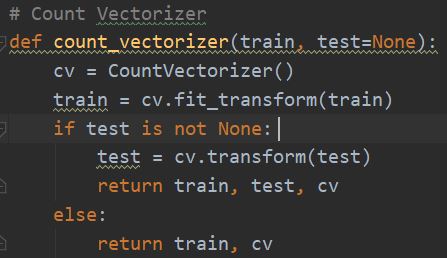 # Count Vectorizer
def count_vectorizer(train, test=None):
    cv = CountVectorizer()
    train = cv.fit_transform(train)
    if test is not None:
        test = cv.transform(test)
        return train, test, cv
    else:
        return train, cv